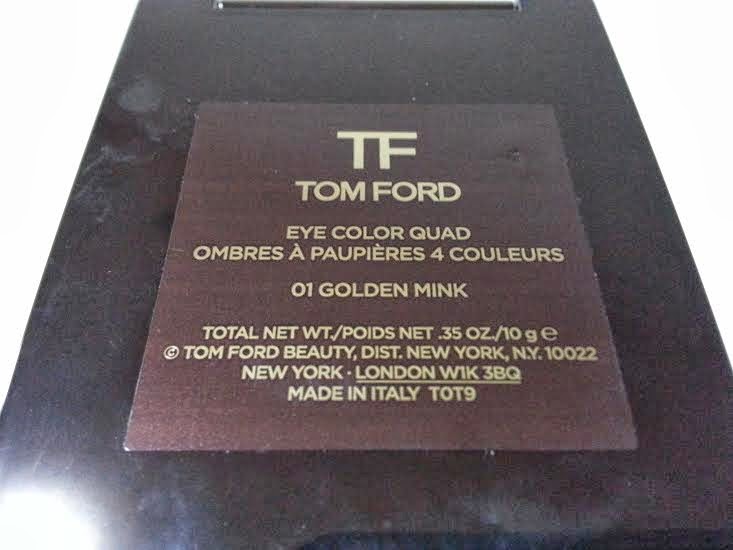 TF
TOM FORD
EYE COLOR QUAD
OMBRES À PAUPIÈRES 4 COULEURS
01 GOLDEN MINK
TOTAL NET WT./POIDS NET .35 OZ./10 g ℮
© TOM FORD BEAUTY, DIST. NEW YORK, N.Y. 10022
NEW YORK · LONDON W1K 3BQ
MADE IN ITALY T0T9